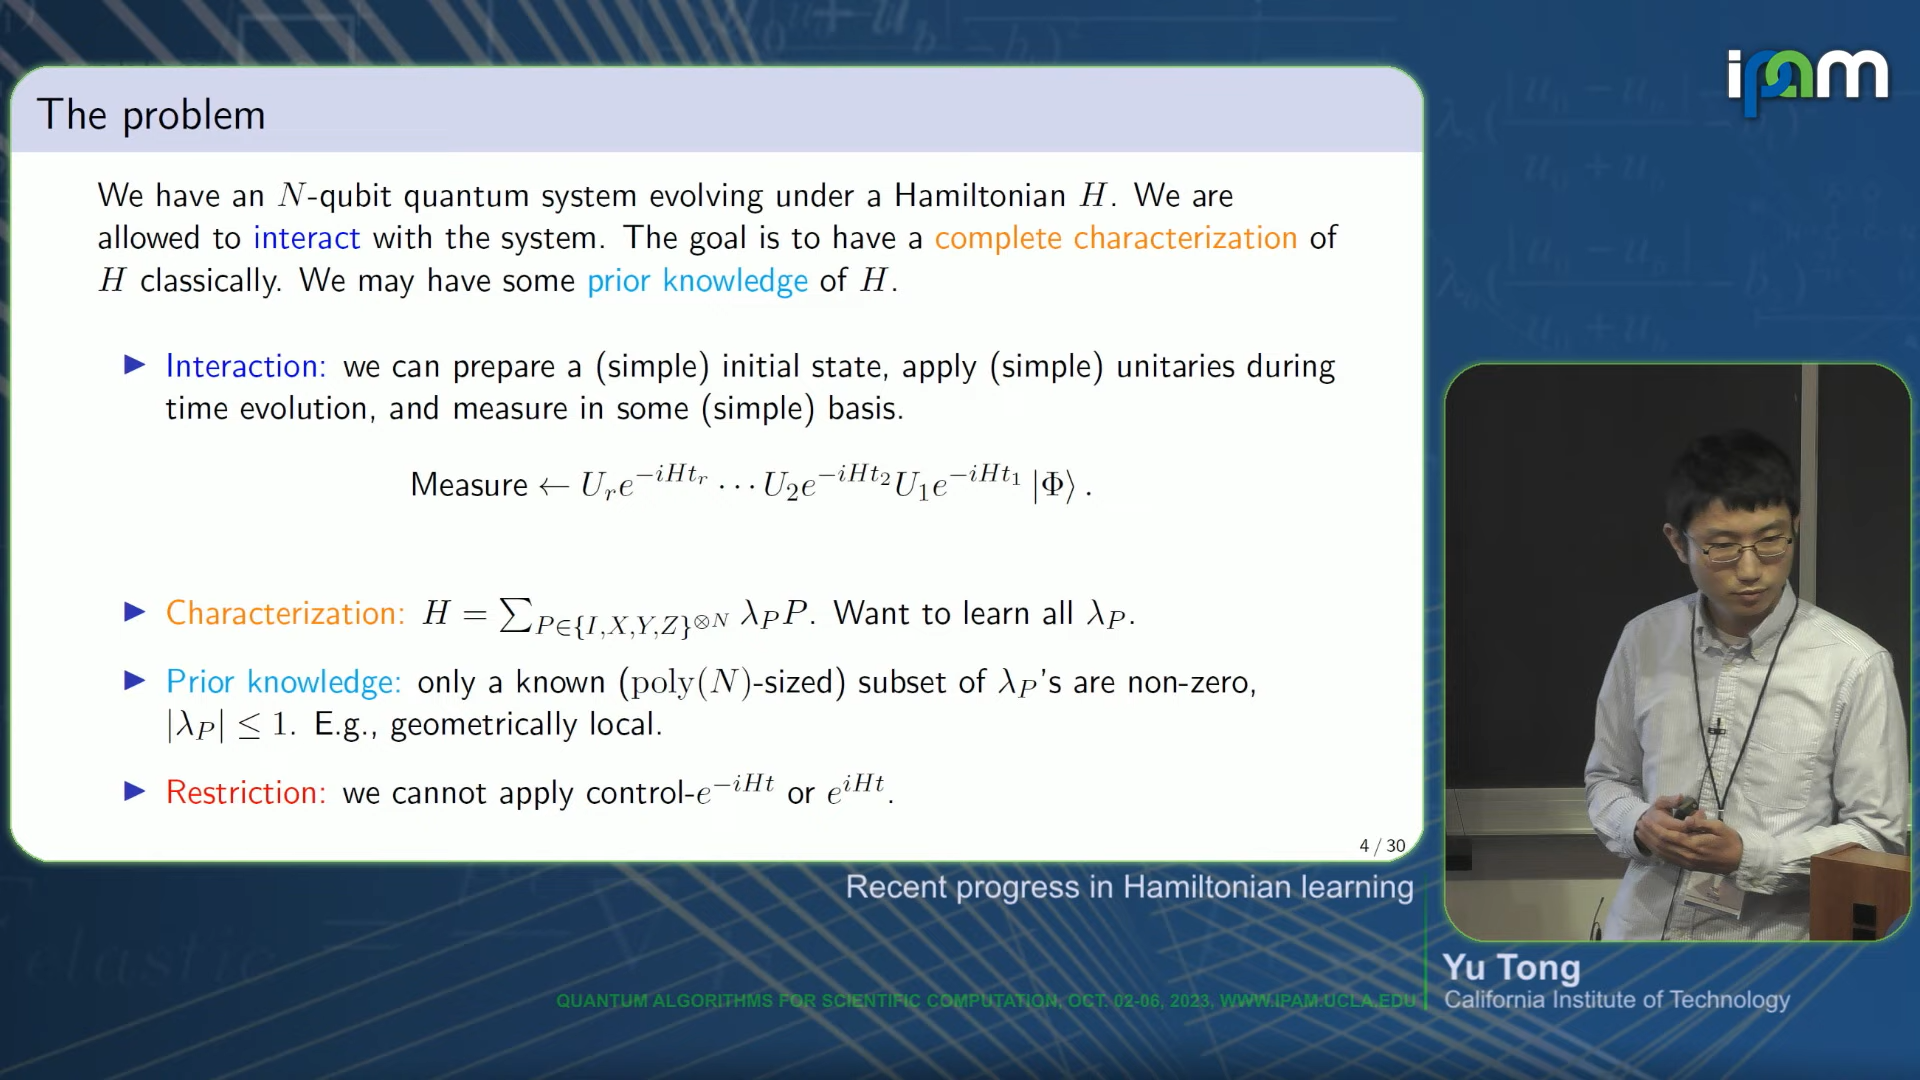 ipam
The problem
We have an N-qubit quantum system evolving under a Hamiltonian H. We are
allowed to interact with the system. The goal is to have a complete characterization of
H classically. We may have some prior knowledge of H.
▶ Interaction: we can prepare a (simple) initial state, apply (simple) unitaries during
time evolution, and measure in some (simple) basis.
Measure ← U_r e^{-iHt_r} ⋯ U_2 e^{-iHt_2} U_1 e^{-iHt_1} |Φ⟩.
▶ Characterization: H = ∑_{P∈{I,X,Y,Z}^{⊗N}} λ_P P. Want to learn all λ_P.
▶ Prior knowledge: only a known (poly(N)-sized) subset of λ_P's are non-zero,
|λ_P| ≤ 1. E.g., geometrically local.
▶ Restriction: we cannot apply control-e^{-iHt} or e^{iHt}.
4 / 30
Recent progress in Hamiltonian learning
Yu Tong
California Institute of Technology
QUANTUM ALGORITHMS FOR SCIENTIFIC COMPUTATION, OCT. 02-06, 2023, WWW.IPAM.UCLA.EDU